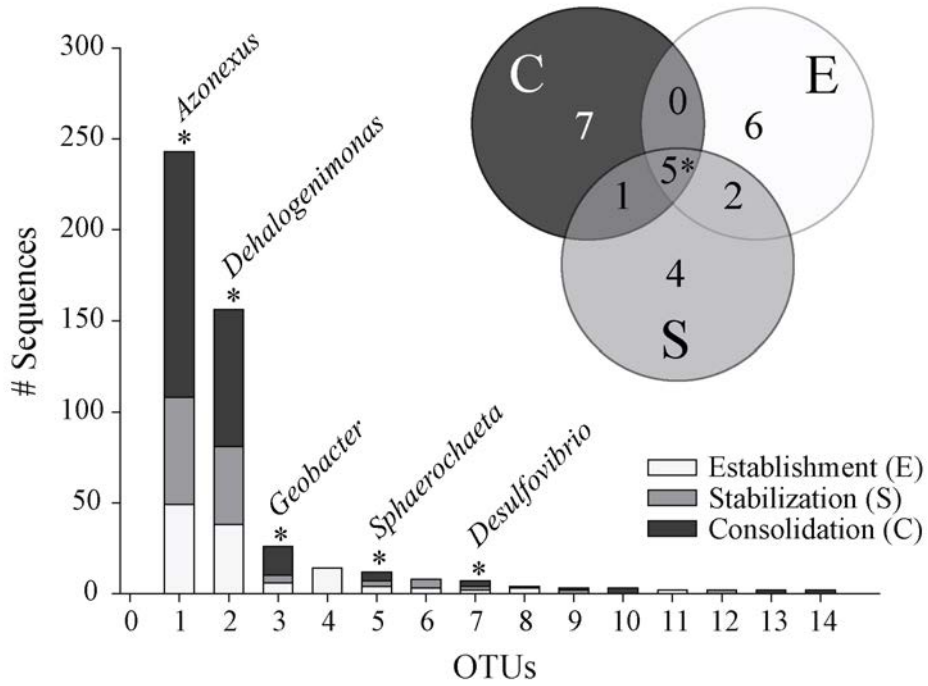 300
250
200
150
100
50
0
# Sequences
Azonexus
*
Dehalogenimonas
*
Geobacter
*
Sphaerochaeta
*
Desulfovibrio
*
C
E
7
0
6
5*
1
2
4
S
Establishment (E)
Stabilization (S)
Consolidation (C)
0 1 2 3 4 5 6 7 8 9 10 11 12 13 14
OTUs